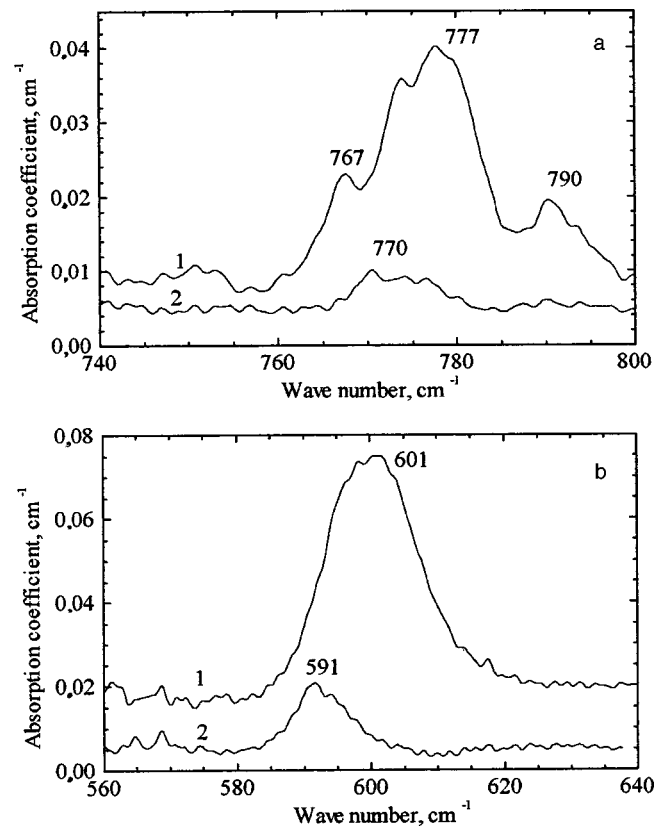 a
Absorption coefficient, cm -1
0,04
0,03
0,02
0,01
0,00
777
767
790
770
1
2
740 760 780 800
Wave number, cm -1
b
Absorption coefficient, cm -1
0,08
0,06
0,04
0,02
0,00
601
591
1
2
560 580 600 620 640
Wave number, cm -1